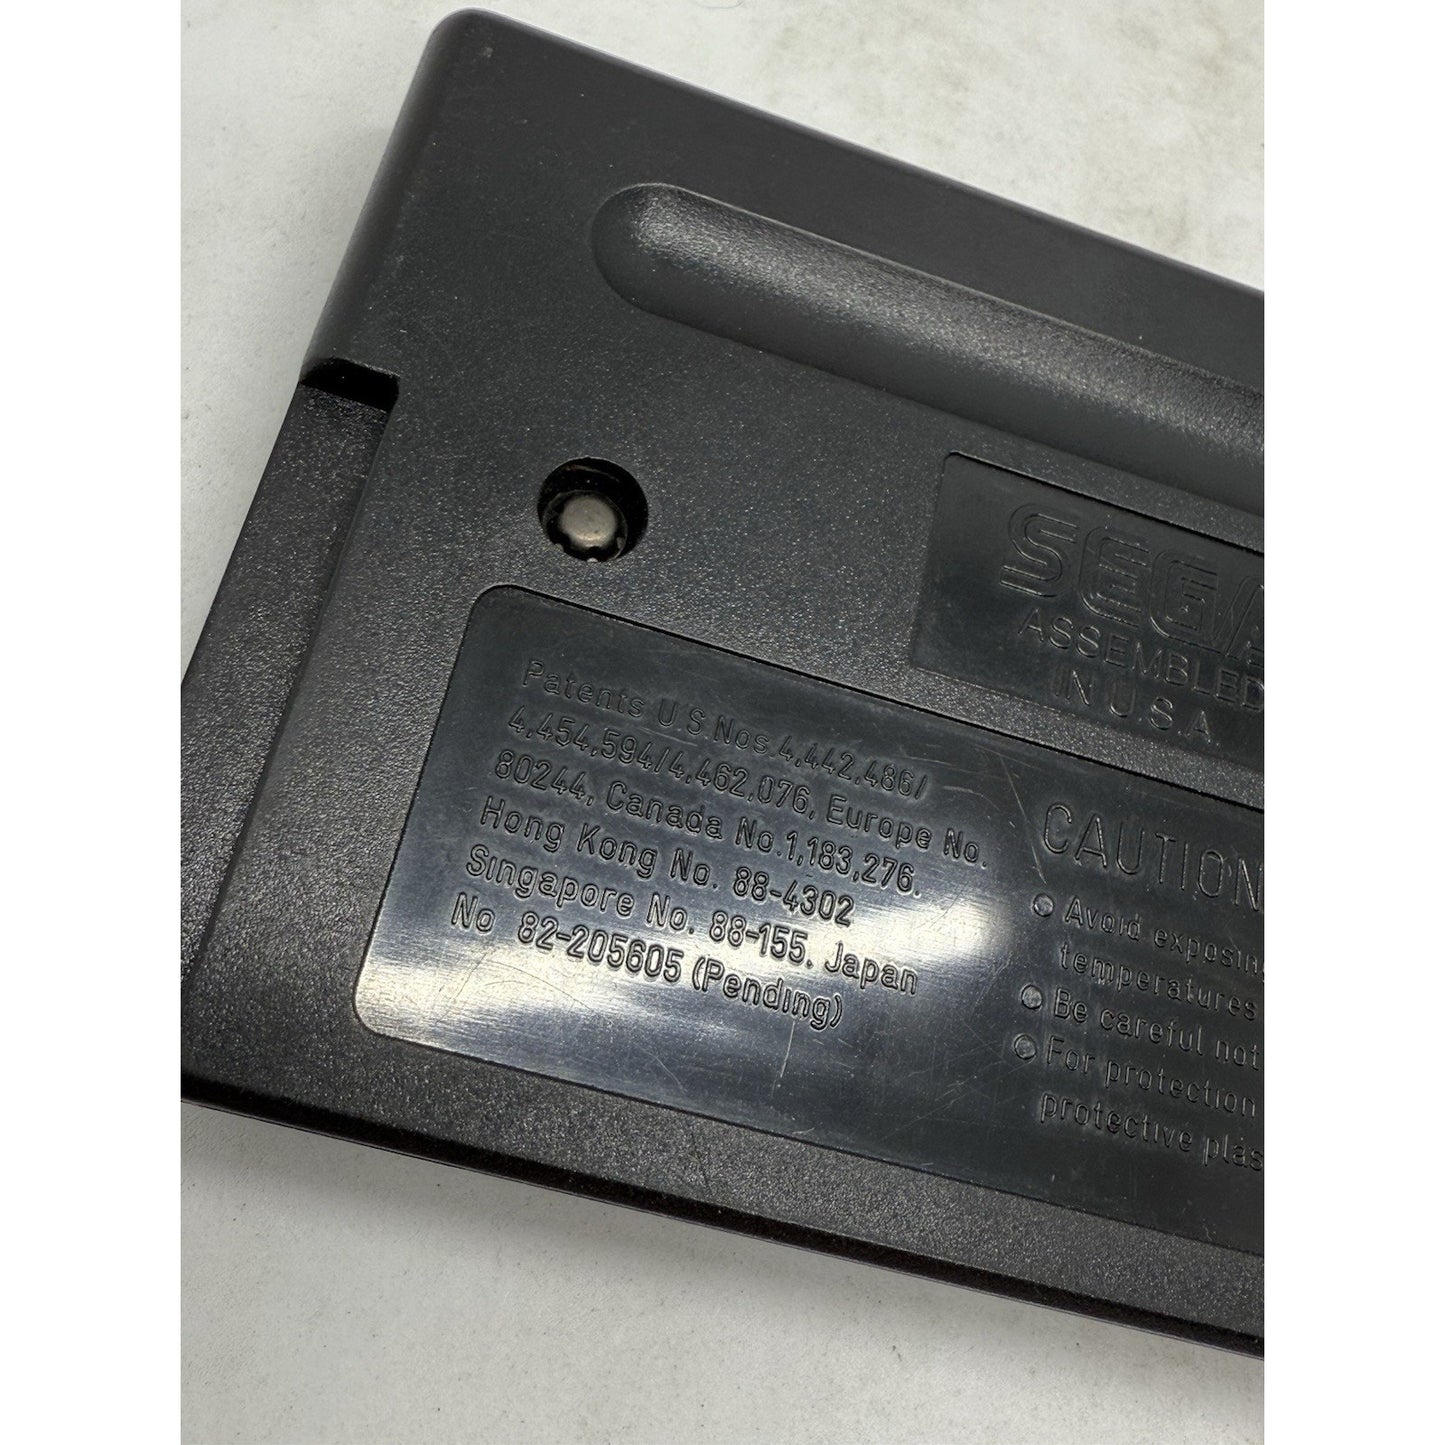 SEGA
ASSEMBLED
IN U.S.A.
Patents U.S Nos 4,442,486/
4,454,594/4,462,076, Europe No.
80244, Canada No.1,183,276.
Hong Kong No. 88-4302
Singapore No. 88-155. Japan
No 82-205605 (Pending)
CAUTION
Avoid exposing
temperatures
Be careful not
For protection
protective plas